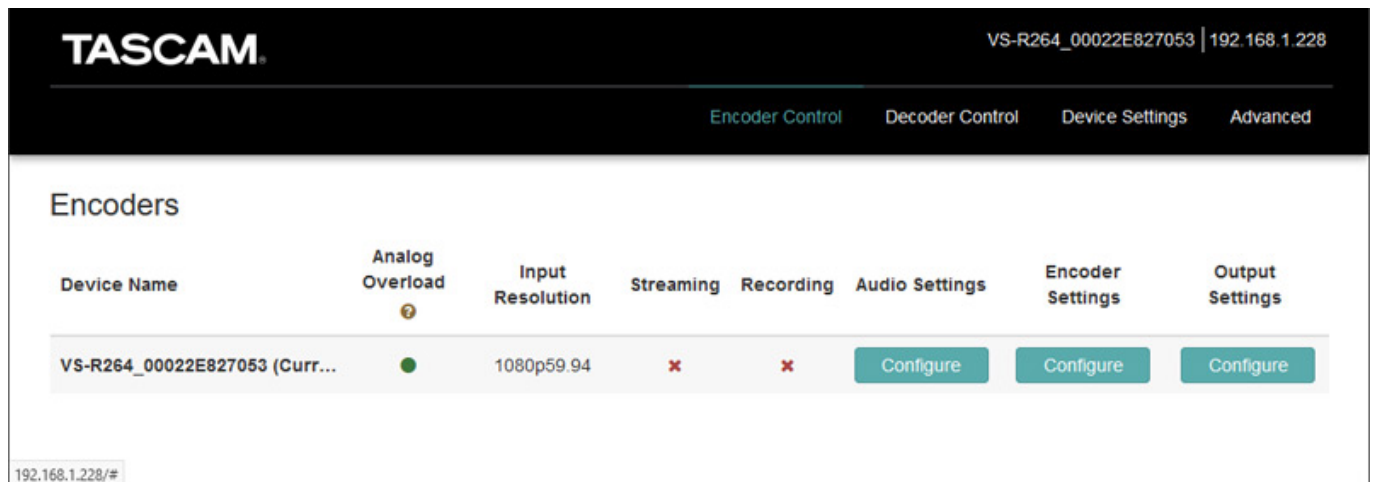 TASCAM.
VS-R264_00022E827053 | 192.168.1.228
Encoder Control Decoder Control Device Settings Advanced
Encoders
Device Name Analog Overload ? Input Resolution Streaming Recording Audio Settings Encoder Settings Output Settings
VS-R264_00022E827053 (Curr... 1080p59.94 Configure Configure Configure
192.168.1.228/#